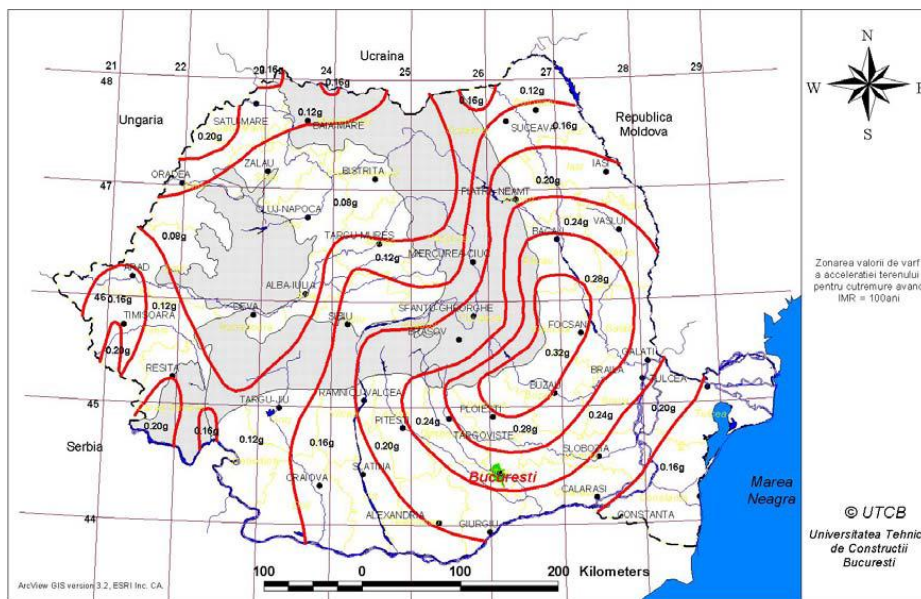 Ucraina
N
W E
S
21 22 23 24 25 26 27 28 29
48
47
46
45
44
Ungaria
Republica
Moldova
Serbia
Marea
Neagra
0.16g
0.16g
0.16g
0.12g
0.12g
0.16g
0.20g
SATU-MARE
BAIA-MARE
SUCEAVA
ORADEA
ZALAU
BISTRITA
IASI
0.20g
0.08g
CLUJ-NAPOCA
PIATRA-NEAMT
0.24g
VASLUI
BACAU
0.08g
TARGU-MURES
0.12g
MIERCUREA-CIUC
ARAD
ALBA-IULIA
0.28g
0.16g
0.12g
DEVA
SIBIU
SFANTU-GHEORGHE
TIMISOARA
BRASOV
FOCSANI
0.20g
0.32g
RESITA
GALATI
BRAILA
TULCEA
TARGU-JIU
RAMNICU-VALCEA
BUZAU
0.20g
0.16g
0.12g
0.16g
0.20g
PITESTI
0.24g
PLOIESTI
TARGOVISTE
0.28g
0.24g
0.20g
SLOBOZIA
0.16g
CRAIOVA
SLATINA
Bucuresti
CALARASI
ALEXANDRIA
GIURGIU
CONSTANTA
Zonarea valorii de varf
a acceleratiei terenului
pentru cutremure avand
IMR = 100ani
© UTCB
Universitatea Tehnic
de Constructii
Bucuresti
ArcView GIS version 3.2, ESRI Inc. CA.
100 0 100 200 Kilometers